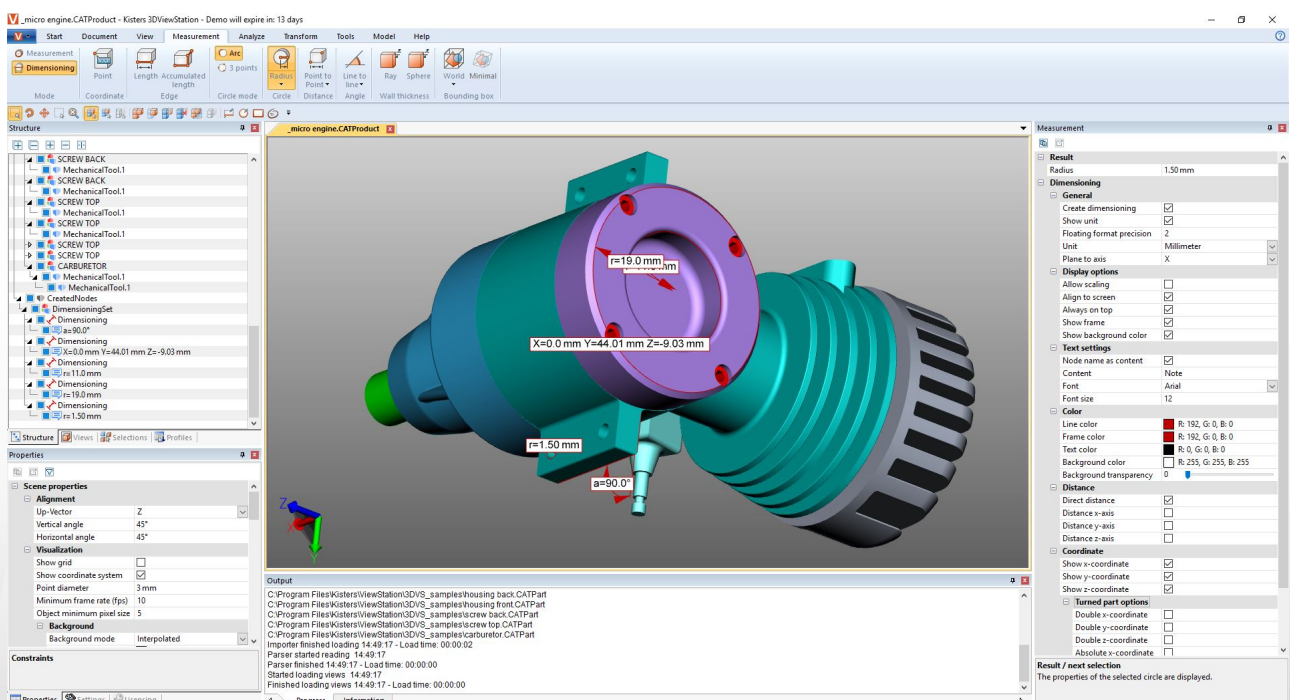 _micro engine.CATProduct - Kisters 3DViewStation - Demo will expire in: 13 days
Start Document View Measurement Analyze Transform Tools Model Help
Measurement
Dimensioning
Mode
Point
Coordinate
Length Accumulated length
Edge
Arc
3 points
Circle mode
Radius
Circle
Point to Point
Distance
Line to line
Angle
Ray Sphere
Wall thickness
World Minimal
Bounding box
Structure
SCREW BACK
MechanicalTool.1
SCREW BACK
MechanicalTool.1
SCREW TOP
MechanicalTool.1
SCREW TOP
MechanicalTool.1
SCREW TOP
SCREW TOP
CARBURETOR
MechanicalTool.1
MechanicalTool.1
CreatedNodes
DimensioningSet
Dimensioning
a=90.0°
Dimensioning
X=0.0 mm Y=44.01 mm Z=-9.03 mm
Dimensioning
r=11.0 mm
Dimensioning
r=19.0 mm
Dimensioning
r=1.50 mm
Structure Views Selections Profiles
Properties
Scene properties
Alignment
Up-Vector Z
Vertical angle 45°
Horizontal angle 45°
Visualization
Show grid
Show coordinate system
Point diameter 3 mm
Minimum frame rate (fps) 10
Object minimum pixel size 5
Background
Background mode Interpolated
Constraints
Properties Settings Licensing
_micro engine.CATProduct
r=19.0 mm
X=0.0 mm Y=44.01 mm Z=-9.03 mm
r=1.50 mm
a=90.0°
Z
X
Y
Output
C:\Program Files\Kisters\ViewStation\3DVS_samples\housing back.CATPart
C:\Program Files\Kisters\ViewStation\3DVS_samples\housing front.CATPart
C:\Program Files\Kisters\ViewStation\3DVS_samples\screw back.CATPart
C:\Program Files\Kisters\ViewStation\3DVS_samples\screw top.CATPart
C:\Program Files\Kisters\ViewStation\3DVS_samples\carburetor.CATPart
Importer finished loading 14:49:17 - Load time: 00:00:02
Parser started reading 14:49:17
Parser finished 14:49:17 - Load time: 00:00:00
Started loading views 14:49:17
Finished loading views 14:49:17 - Load time: 00:00:00
Progress Information
Measurement
Result
Radius 1.50 mm
Dimensioning
General
Create dimensioning
Show unit
Floating format precision 2
Unit Millimeter
Plane to axis X
Display options
Allow scaling
Align to screen
Always on top
Show frame
Show background color
Text settings
Node name as content
Content Note
Font Arial
Font size 12
Color
Line color R: 192, G: 0, B: 0
Frame color R: 192, G: 0, B: 0
Text color R: 0, G: 0, B: 0
Background color R: 255, G: 255, B: 255
Background transparency 0
Distance
Direct distance
Distance x-axis
Distance y-axis
Distance z-axis
Coordinate
Show x-coordinate
Show y-coordinate
Show z-coordinate
Turned part options
Double x-coordinate
Double y-coordinate
Double z-coordinate
Absolute x-coordinate
Result / next selection
The properties of the selected circle are displayed.